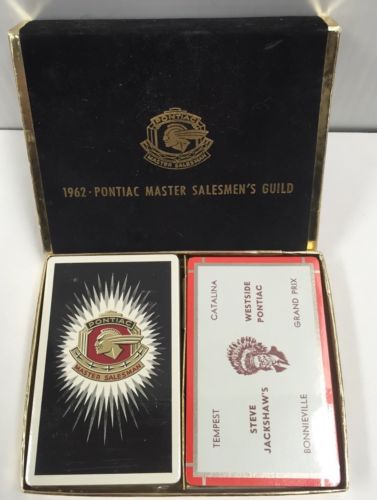 PONTIAC
MASTER SALESMAN
1962 · PONTIAC MASTER SALESMEN'S GUILD
PONTIAC
MASTER SALESMAN
CATALINA
WESTSIDE
PONTIAC
GRAND PRIX
TEMPEST
STEVE
JACKSHAW'S
BONNIEVILLE